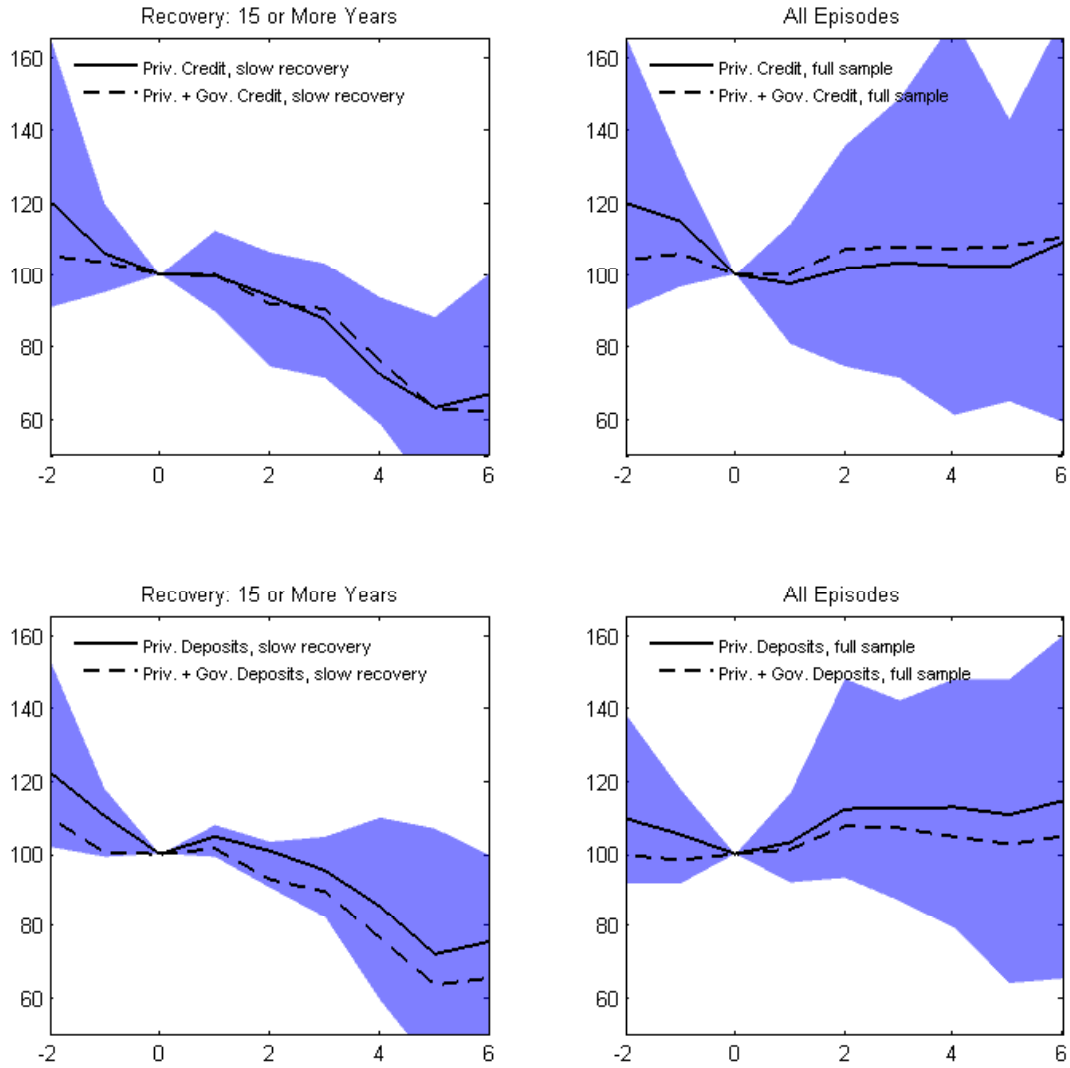 Recovery: 15 or More Years
160
140
120
100
80
60
Priv. Credit, slow recovery
Priv. + Gov. Credit, slow recovery
-2 0 2 4 6
All Episodes
160
140
120
100
80
60
Priv. Credit, full sample
Priv. + Gov. Credit, full sample
-2 0 2 4 6
Recovery: 15 or More Years
160
140
120
100
80
60
Priv. Deposits, slow recovery
Priv. + Gov. Deposits, slow recovery
-2 0 2 4 6
All Episodes
160
140
120
100
80
60
Priv. Deposits, full sample
Priv. + Gov. Deposits, full sample
-2 0 2 4 6